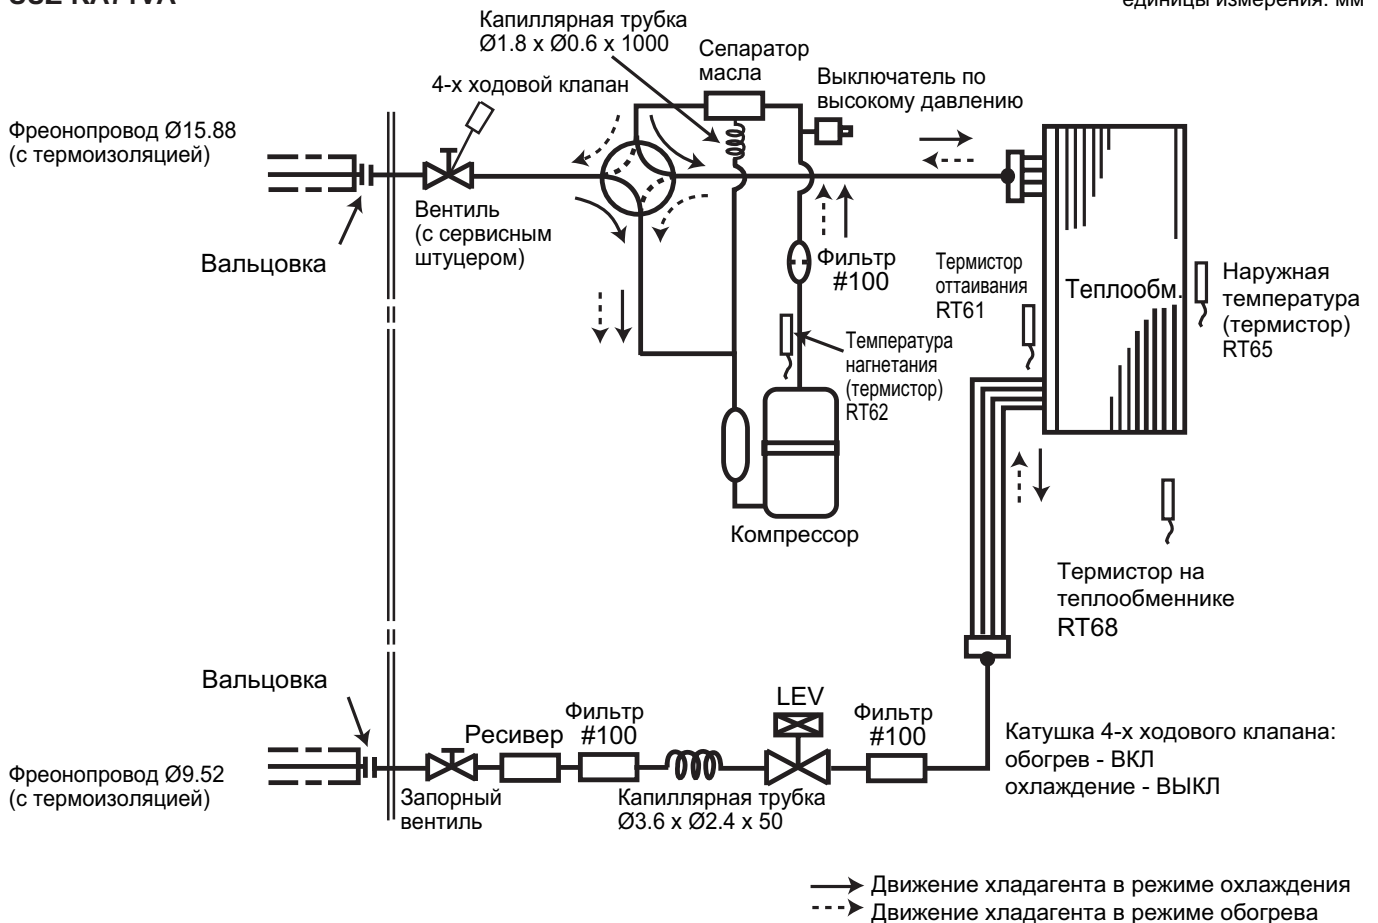 Капиллярная трубка
Ø1.8 x Ø0.6 x 1000
Сепаратор
масла
4-х ходовой клапан
Выключатель по
высокому давлению
Фреонопровод Ø15.88
(с термоизоляцией)
Вентиль
(с сервисным
штуцером)
Вальцовка
Фильтр
#100
Термистор
оттаивания
RT61
Теплообм.
Наружная
температура
(термистор)
RT65
Температура
нагнетания
(термистор)
RT62
Компрессор
Термистор на
теплообменнике
RT68
Вальцовка
Ресивер
Фильтр
#100
LEV
Фильтр
#100
Катушка 4-х ходового клапана:
обогрев - ВКЛ
охлаждение - ВЫКЛ
Фреонопровод Ø9.52
(с термоизоляцией)
Запорный
вентиль
Капиллярная трубка
Ø3.6 x Ø2.4 x 50
Движение хладагента в режиме охлаждения
Движение хладагента в режиме обогрева